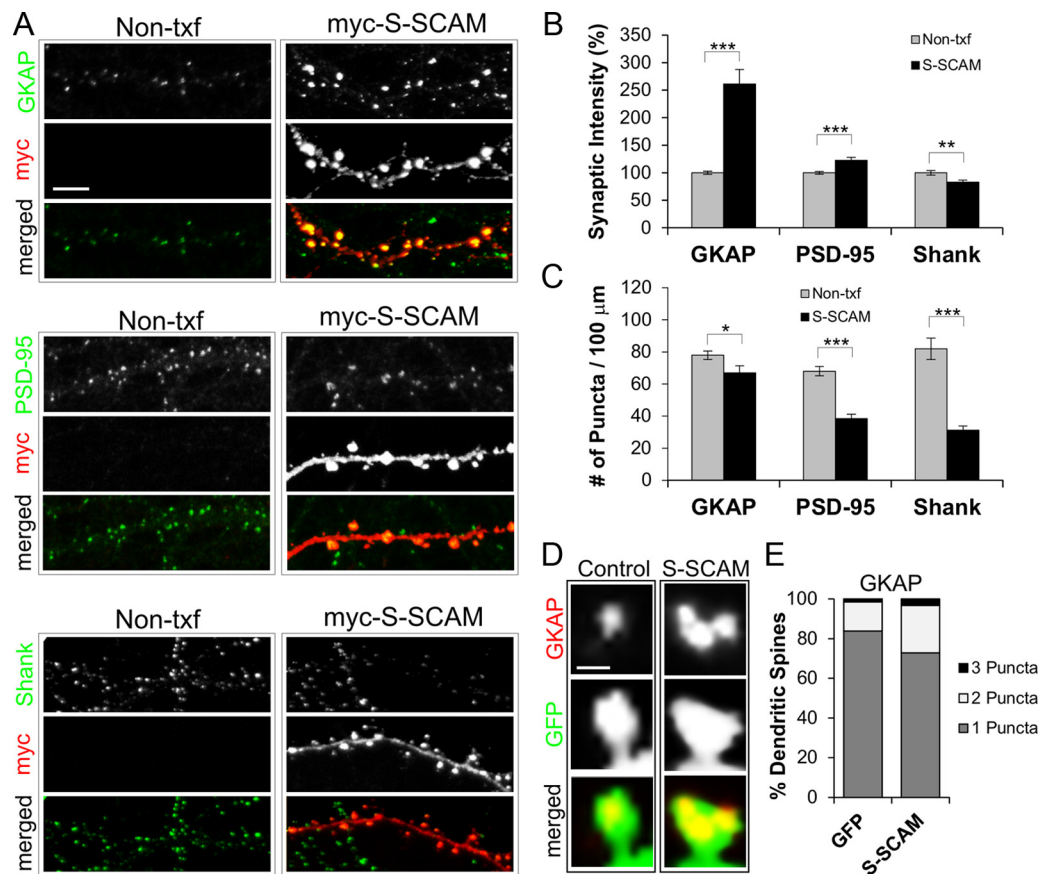 A
Non-txf
myc-S-SCAM
GKAP
myc
merged
Non-txf
myc-S-SCAM
PSD-95
myc
merged
Non-txf
myc-S-SCAM
Shank
myc
merged
B
Synaptic Intensity (%)
350
300
250
200
150
100
50
0
Non-txf
S-SCAM
***
***
**
GKAP PSD-95 Shank
C
# of Puncta / 100 µm
120
100
80
60
40
20
0
Non-txf
S-SCAM
*
***
***
GKAP PSD-95 Shank
D
Control S-SCAM
GKAP
GFP
merged
E
GKAP
% Dendritic Spines
100
80
60
40
20
0
3 Puncta
2 Puncta
1 Puncta
GFP
S-SCAM